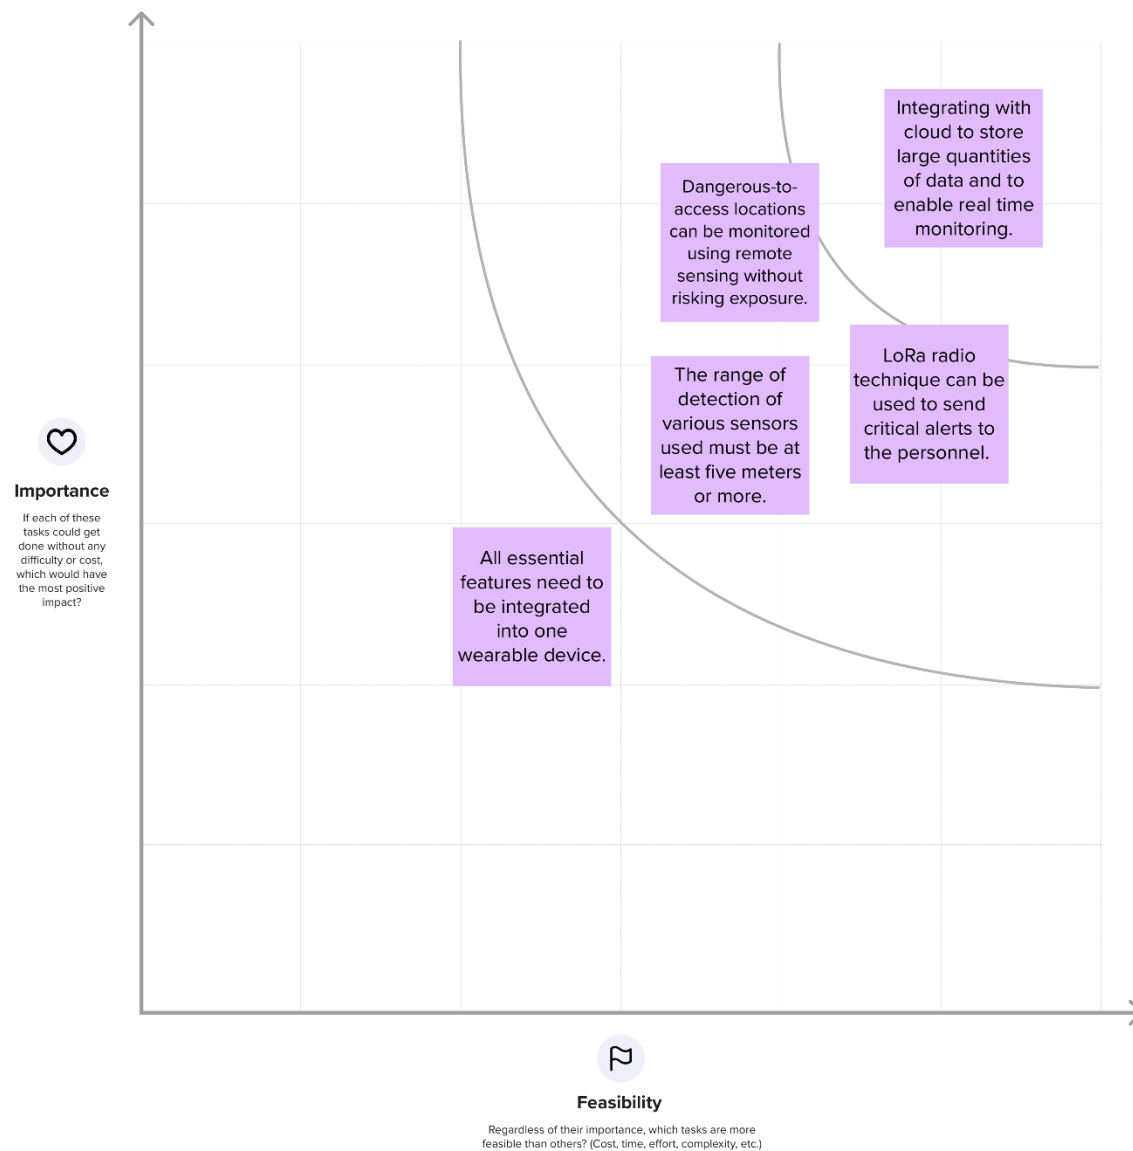 Integrating with
cloud to store
large quantities
of data and to
enable real time
monitoring.
Dangerous-to-
access locations
can be monitored
using remote
sensing without
risking exposure.
LoRa radio
technique can be
used to send
critical alerts to
the personnel.
The range of
detection of
various sensors
used must be at
least five meters
or more.
All essential
features need to
be integrated
into one
wearable device.
Importance
If each of these
tasks could get
done without any
difficulty or cost,
which would have
the most positive
impact?
Feasibility
Regardless of their importance, which tasks are more
feasible than others? (Cost, time, effort, complexity, etc.)